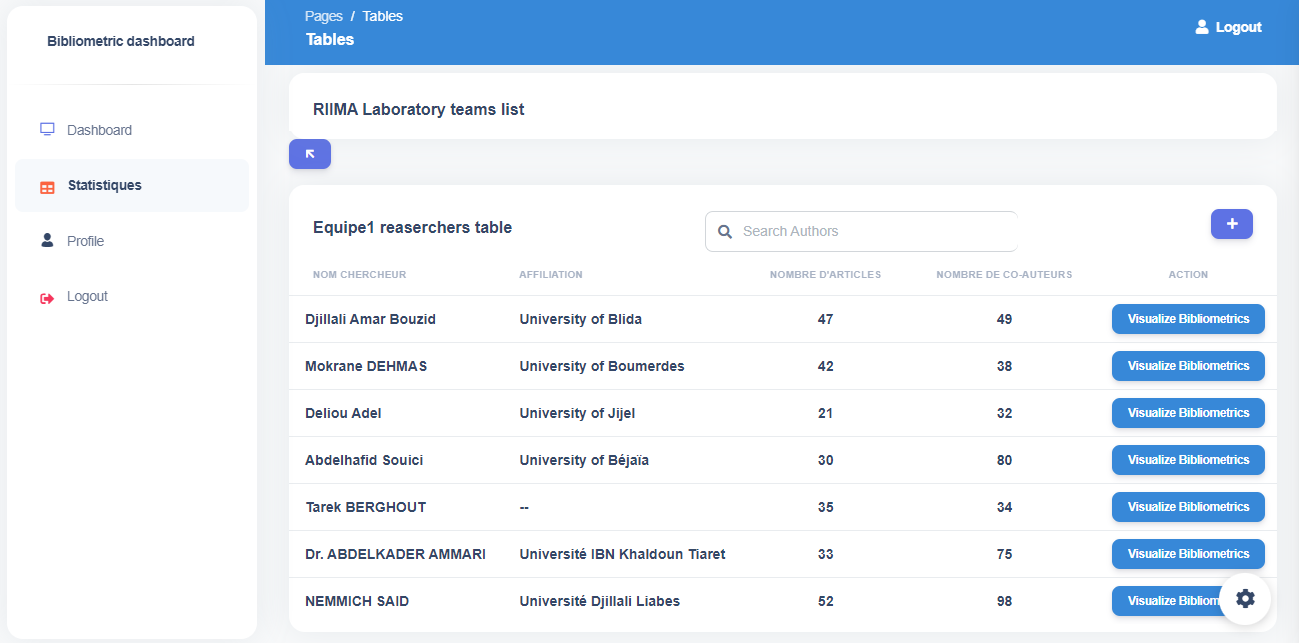 Bibliometric dashboard
Dashboard
Statistiques
Profile
Logout
Pages / Tables
Tables
Logout
RIIMA Laboratory teams list
Equipe1 reaserchers table
Search Authors
NOM CHERCHEUR AFFILIATION NOMBRE D'ARTICLES NOMBRE DE CO-AUTEURS ACTION
Djillali Amar Bouzid University of Blida 47 49 Visualize Bibliometrics
Mokrane DEHMAS University of Boumerdes 42 38 Visualize Bibliometrics
Deliou Adel University of Jijel 21 32 Visualize Bibliometrics
Abdelhafid Souici University of Béjaïa 30 80 Visualize Bibliometrics
Tarek BERGHOUT -- 35 34 Visualize Bibliometrics
Dr. ABDELKADER AMMARI Université IBN Khaldoun Tiaret 33 75 Visualize Bibliometrics
NEMMICH SAID Université Djillali Liabes 52 98 Visualize Bibliom